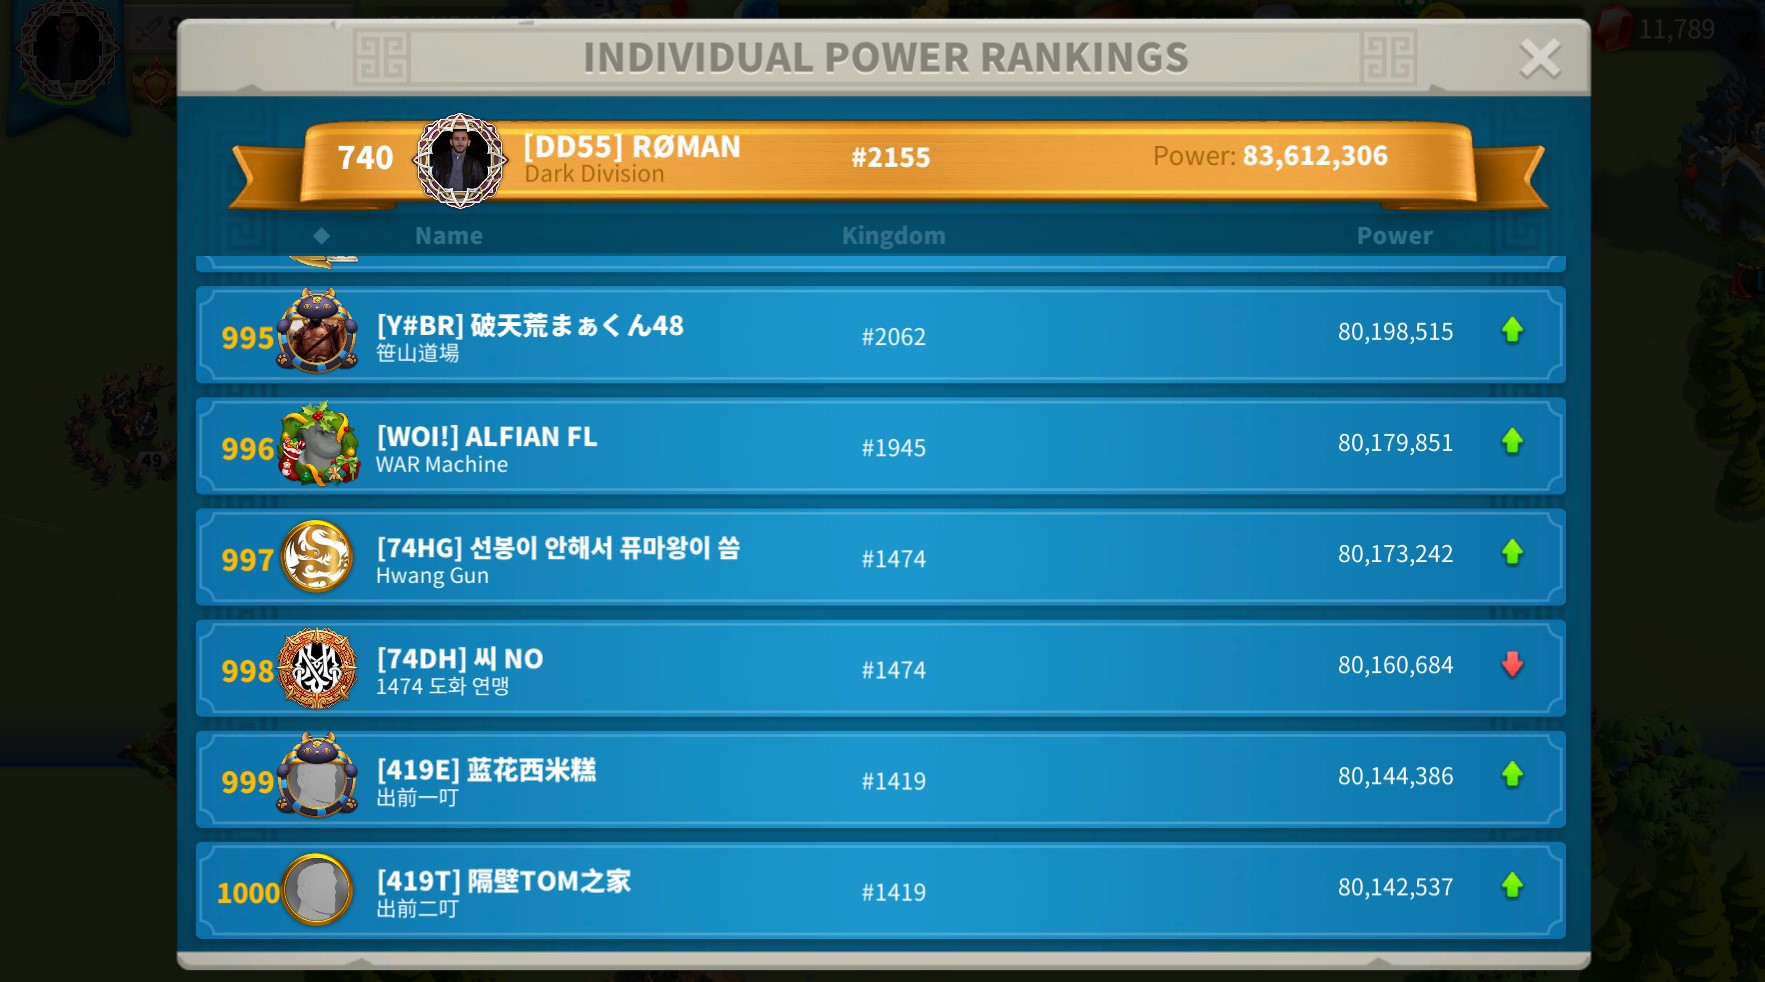 11,789
INDIVIDUAL POWER RANKINGS
740 [DD55] RØMAN #2155 Power: 83,612,306
Dark Division
Name Kingdom Power
995 [Y#BR] 破天荒まぁくん48 #2062 80,198,515
笹山道場
996 [WOI!] ALFIAN FL #1945 80,179,851
WAR Machine
997 [74HG] 선봉이 안해서 퓨마왕이 씀 #1474 80,173,242
Hwang Gun
998 [74DH] 씨 NO #1474 80,160,684
1474 도화 연맹
999 [419E] 蓝花西米糕 #1419 80,144,386
出前一叮
1000 [419T] 隔壁TOM之家 #1419 80,142,537
出前二叮
49